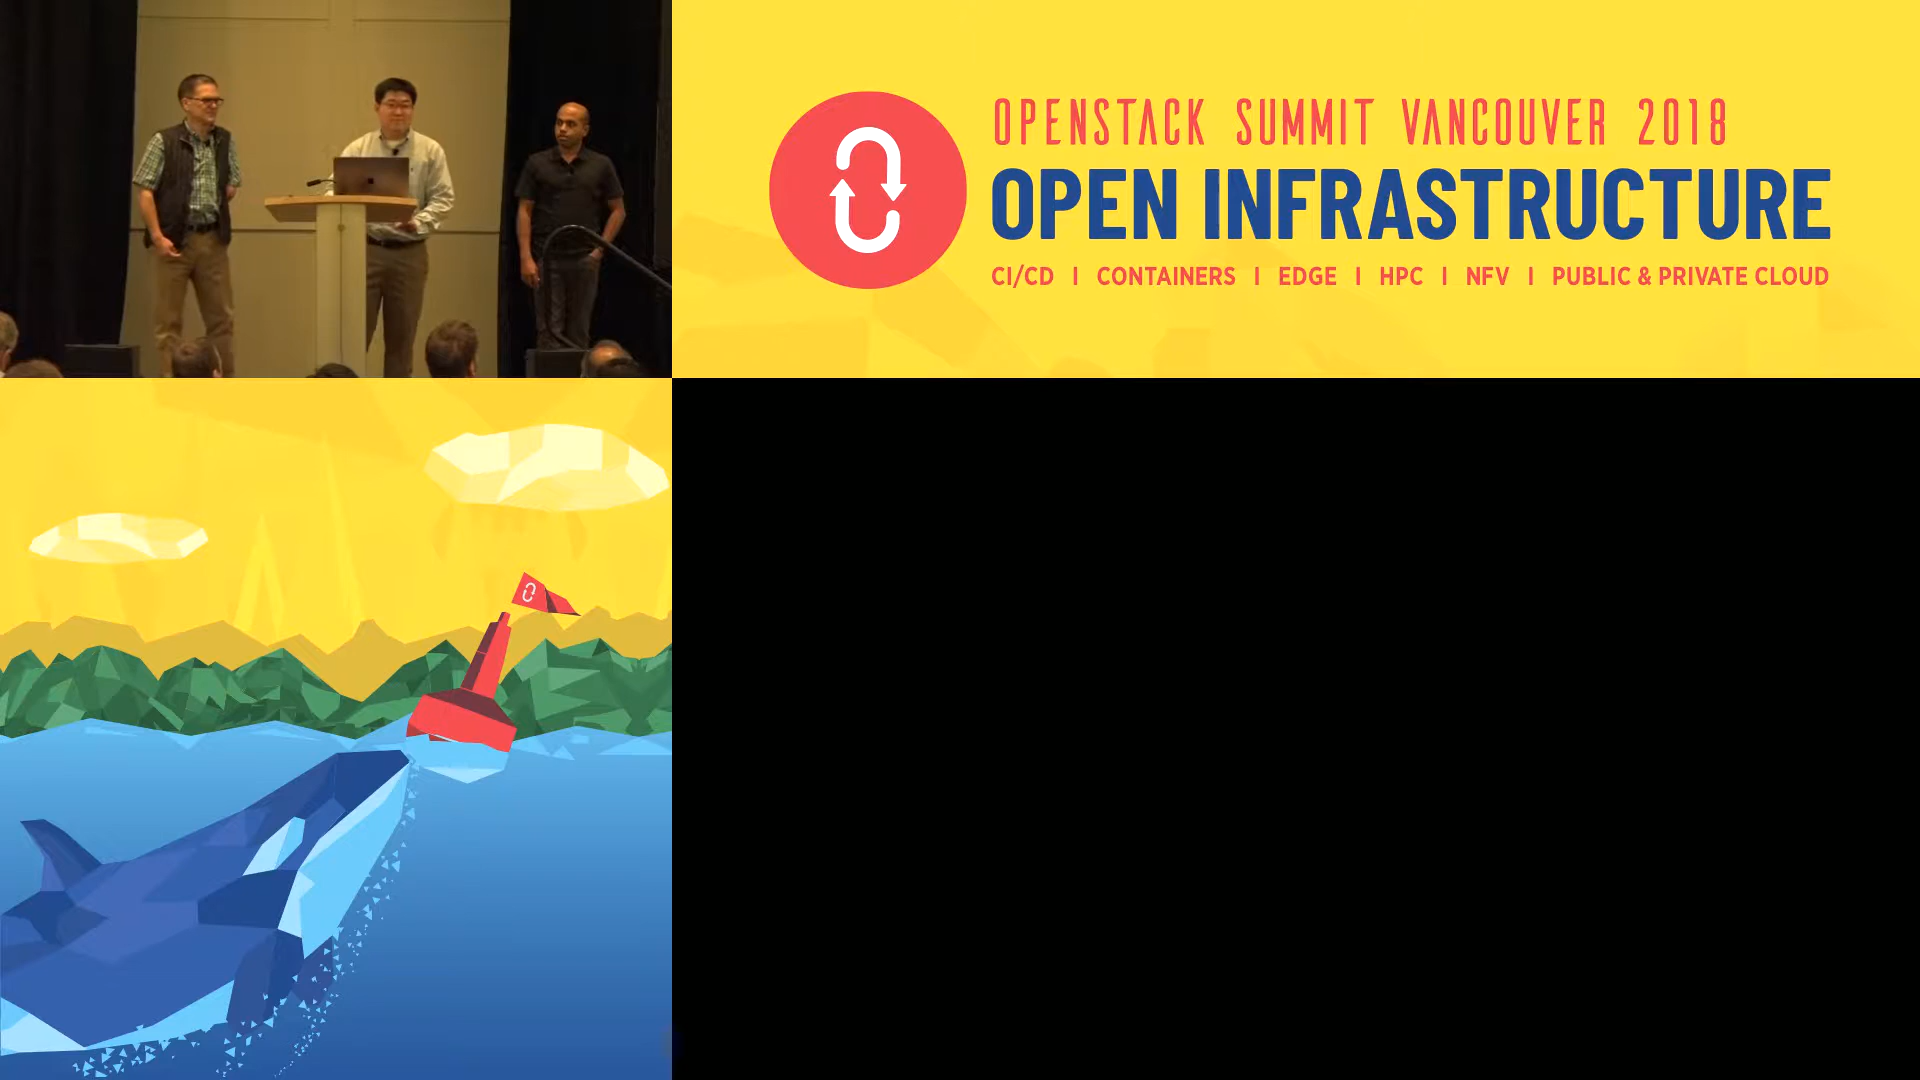 OPENSTACK SUMMIT VANCOUVER 2018
OPEN INFRASTRUCTURE
CI/CD | CONTAINERS | EDGE | HPC | NFV | PUBLIC & PRIVATE CLOUD